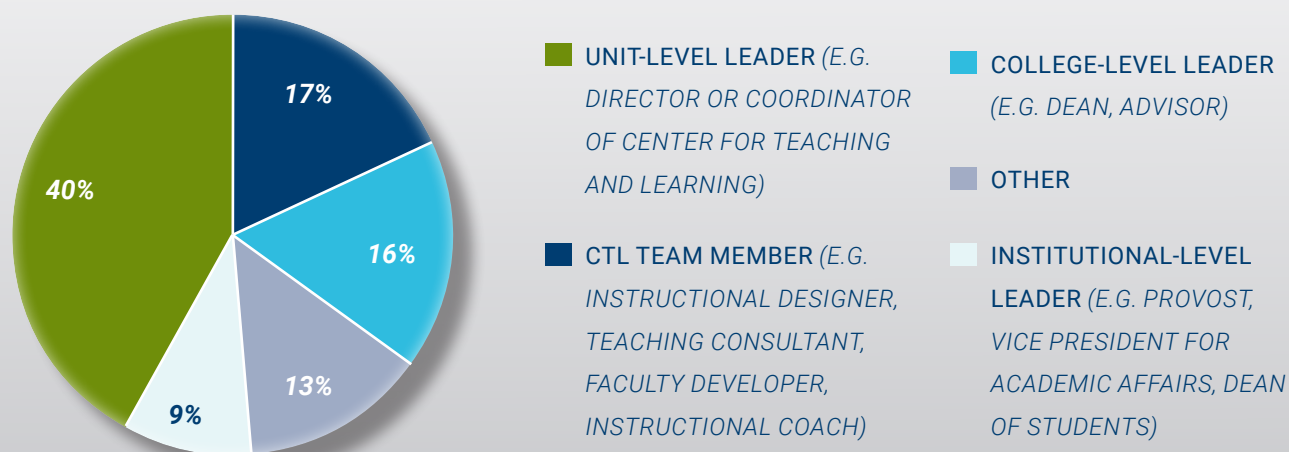 17%
40%
16%
13%
9%
UNIT-LEVEL LEADER (E.G.
DIRECTOR OR COORDINATOR
OF CENTER FOR TEACHING
AND LEARNING)
CTL TEAM MEMBER (E.G.
INSTRUCTIONAL DESIGNER,
TEACHING CONSULTANT,
FACULTY DEVELOPER,
INSTRUCTIONAL COACH)
COLLEGE-LEVEL LEADER
(E.G. DEAN, ADVISOR)
OTHER
INSTITUTIONAL-LEVEL
LEADER (E.G. PROVOST,
VICE PRESIDENT FOR
ACADEMIC AFFAIRS, DEAN
OF STUDENTS)